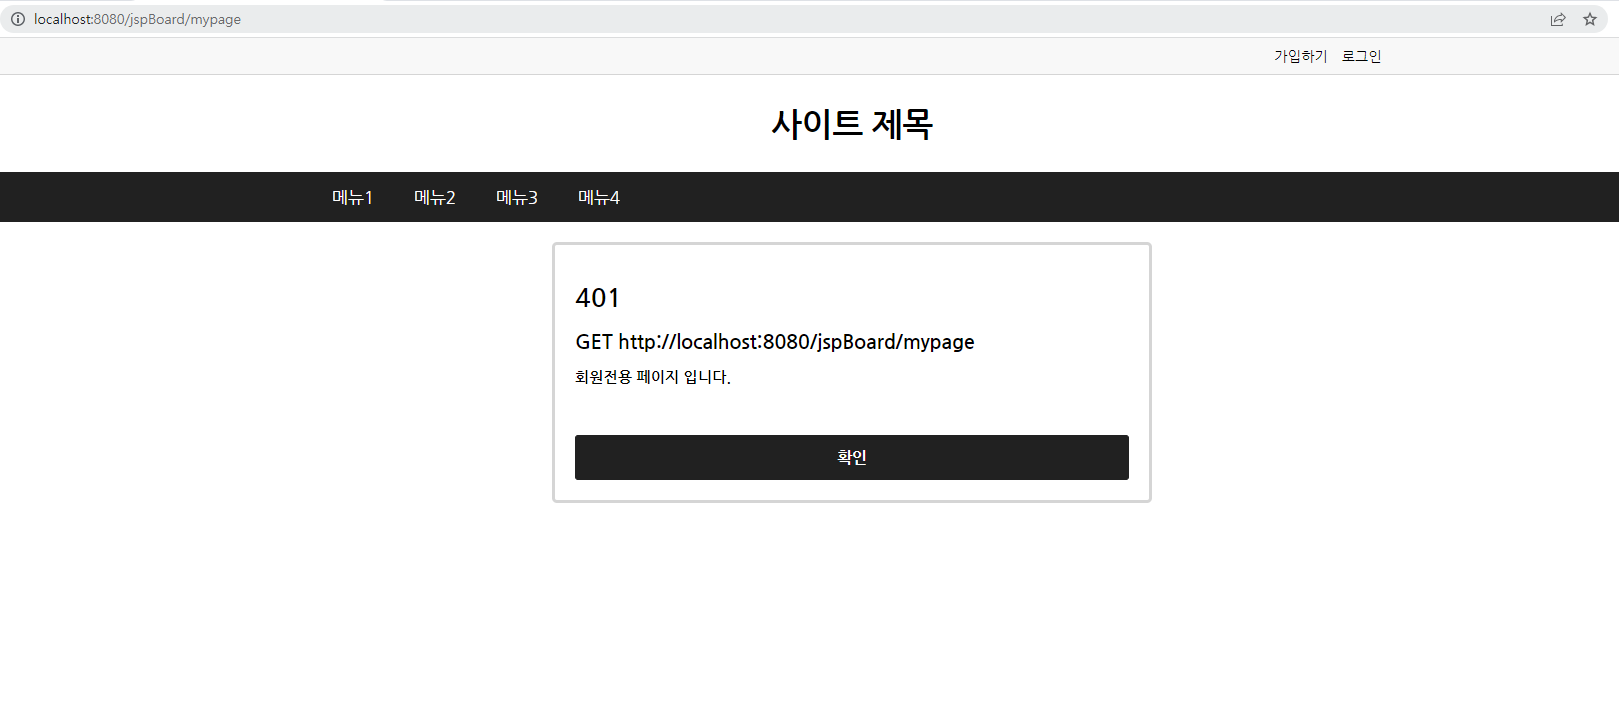 localhost:8080/jspBoard/mypage
가입하기 로그인
사이트 제목
메뉴1 메뉴2 메뉴3 메뉴4
401
GET http://localhost:8080/jspBoard/mypage
회원전용 페이지 입니다.
확인